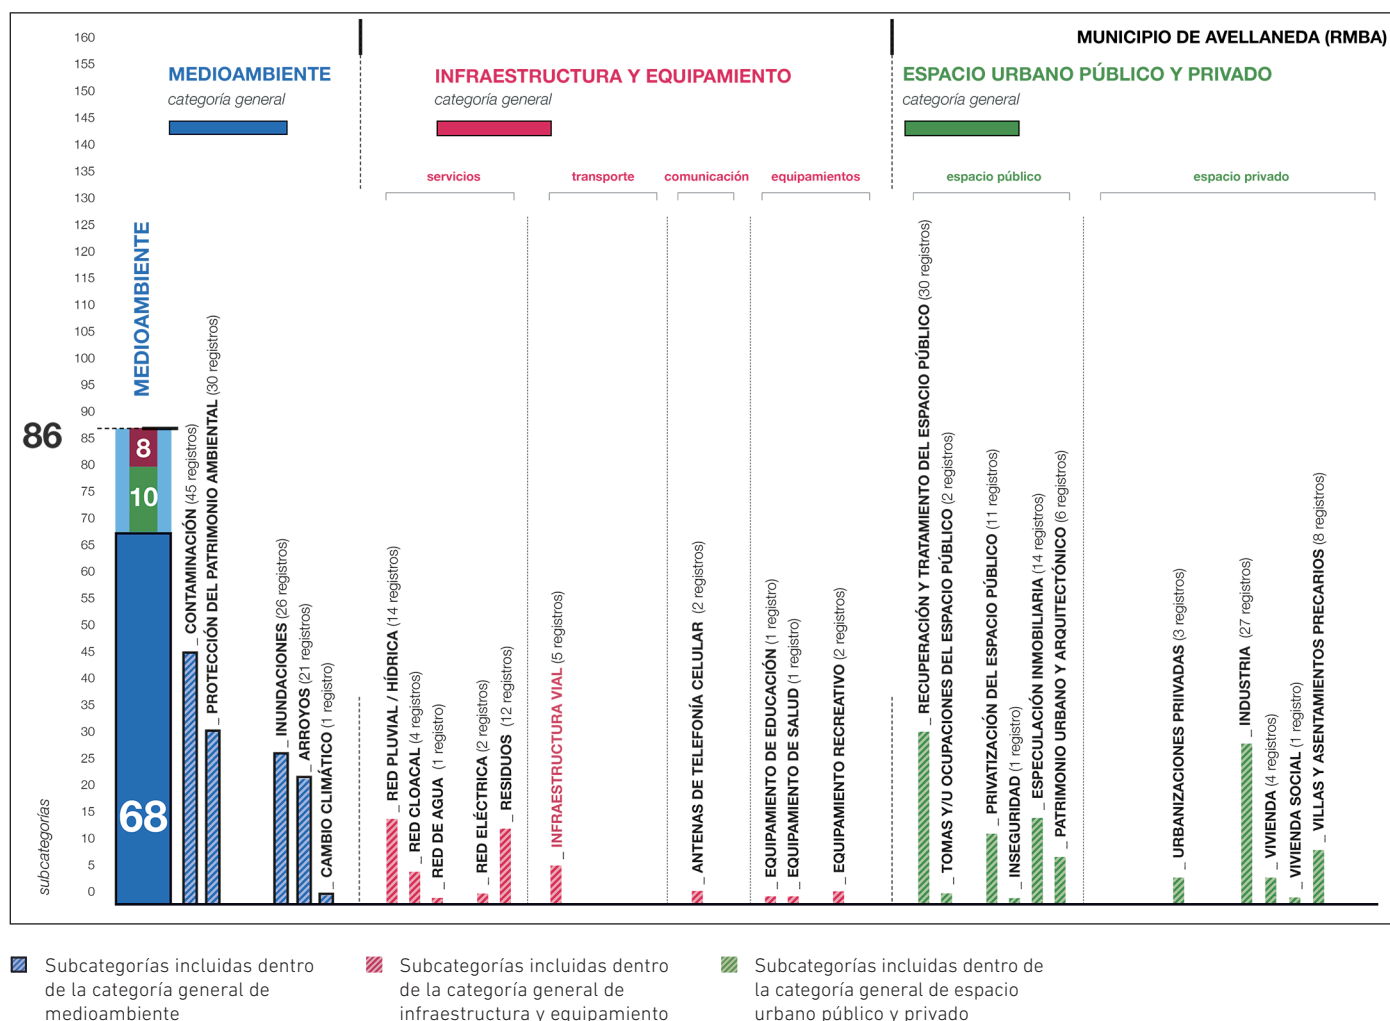 MUNICIPIO DE AVELLANEDA (RMBA)
MEDIOAMBIENTE
categoría general
INFRAESTRUCTURA Y EQUIPAMIENTO
categoría general
ESPACIO URBANO PÚBLICO Y PRIVADO
categoría general
servicios
transporte
comunicación
equipamientos
espacio público
espacio privado
160
155
150
145
140
135
130
125
120
115
110
105
100
95
90
85
80
75
70
65
60
55
50
45
40
35
30
25
20
15
10
5
0
86
subcategorías
MEDIOAMBIENTE
8
10
68
_ CONTAMINACIÓN (45 registros)
_ PROTECCIÓN DEL PATRIMONIO AMBIENTAL (30 registros)
_ INUNDACIONES (26 registros)
_ ARROYOS (21 registros)
_ CAMBIO CLIMÁTICO (1 registro)
_ RED PLUVIAL / HÍDRICA (14 registros)
_ RED CLOACAL (4 registros)
_ RED DE AGUA (1 registro)
_ RED ELÉCTRICA (2 registros)
_ RESIDUOS (12 registros)
_ INFRAESTRUCTURA VIAL (5 registros)
_ ANTENAS DE TELEFONÍA CELULAR (2 registros)
_ EQUIPAMIENTO DE EDUCACIÓN (1 registro)
_ EQUIPAMIENTO DE SALUD (1 registro)
_ EQUIPAMIENTO RECREATIVO (2 registros)
_ RECUPERACIÓN Y TRATAMIENTO DEL ESPACIO PÚBLICO (30 registros)
_ TOMAS Y/U OCUPACIONES DEL ESPACIO PÚBLICO (2 registros)
_ PRIVATIZACIÓN DEL ESPACIO PÚBLICO (11 registros)
_ INSEGURIDAD (1 registro)
_ ESPECULACIÓN INMOBILIARIA (14 registros)
_ PATRIMONIO URBANO Y ARQUITECTÓNICO (6 registros)
_ URBANIZACIONES PRIVADAS (3 registros)
_ INDUSTRIA (27 registros)
_ VIVIENDA (4 registros)
_ VIVIENDA SOCIAL (1 registro)
_ VILLAS Y ASENTAMIENTOS PRECARIOS (8 registros)
Subcategorías incluidas dentro
de la categoría general de
medioambiente
Subcategorías incluidas dentro
de la categoría general de
infraestructura y equipamiento
Subcategorías incluidas dentro de
la categoría general de espacio
urbano público y privado